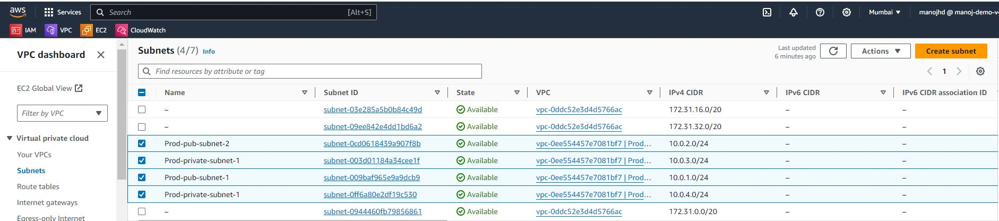 aws Services Search [Alt+S] Mumbai ▼ manojhd @ manoj-demo-v
IAM VPC EC2 CloudWatch
VPC dashboard
EC2 Global View
Filter by VPC
Virtual private cloud
Your VPCs
Subnets
Route tables
Internet gateways
Egress-only Internet
Subnets (4/7) Info
Last updated
6 minutes ago
Actions
Create subnet
Find resources by attribute or tag
1
Name Subnet ID State VPC IPv4 CIDR IPv6 CIDR IPv6 CIDR association ID
– subnet-03e285a5b0b84c49d Available vpc-0ddc52e3d4d5766ac 172.31.16.0/20 – –
– subnet-09ee842e4dd1bd6a2 Available vpc-0ddc52e3d4d5766ac 172.31.32.0/20 – –
Prod-pub-subnet-2 subnet-0cd0618439a907f8b Available vpc-0ee554457e7081bf7 | Prod... 10.0.2.0/24 – –
Prod-private-subnet-1 subnet-003d01184a34cee1f Available vpc-0ee554457e7081bf7 | Prod... 10.0.3.0/24 – –
Prod-pub-subnet-1 subnet-009baf965e9a9dcb9 Available vpc-0ee554457e7081bf7 | Prod... 10.0.1.0/24 – –
Prod-private-subnet-1 subnet-0ff6a80e2df19c530 Available vpc-0ee554457e7081bf7 | Prod... 10.0.4.0/24 – –
– subnet-0944460fb79856861 Available vpc-0ddc52e3d4d5766ac 172.31.0.0/20 – –